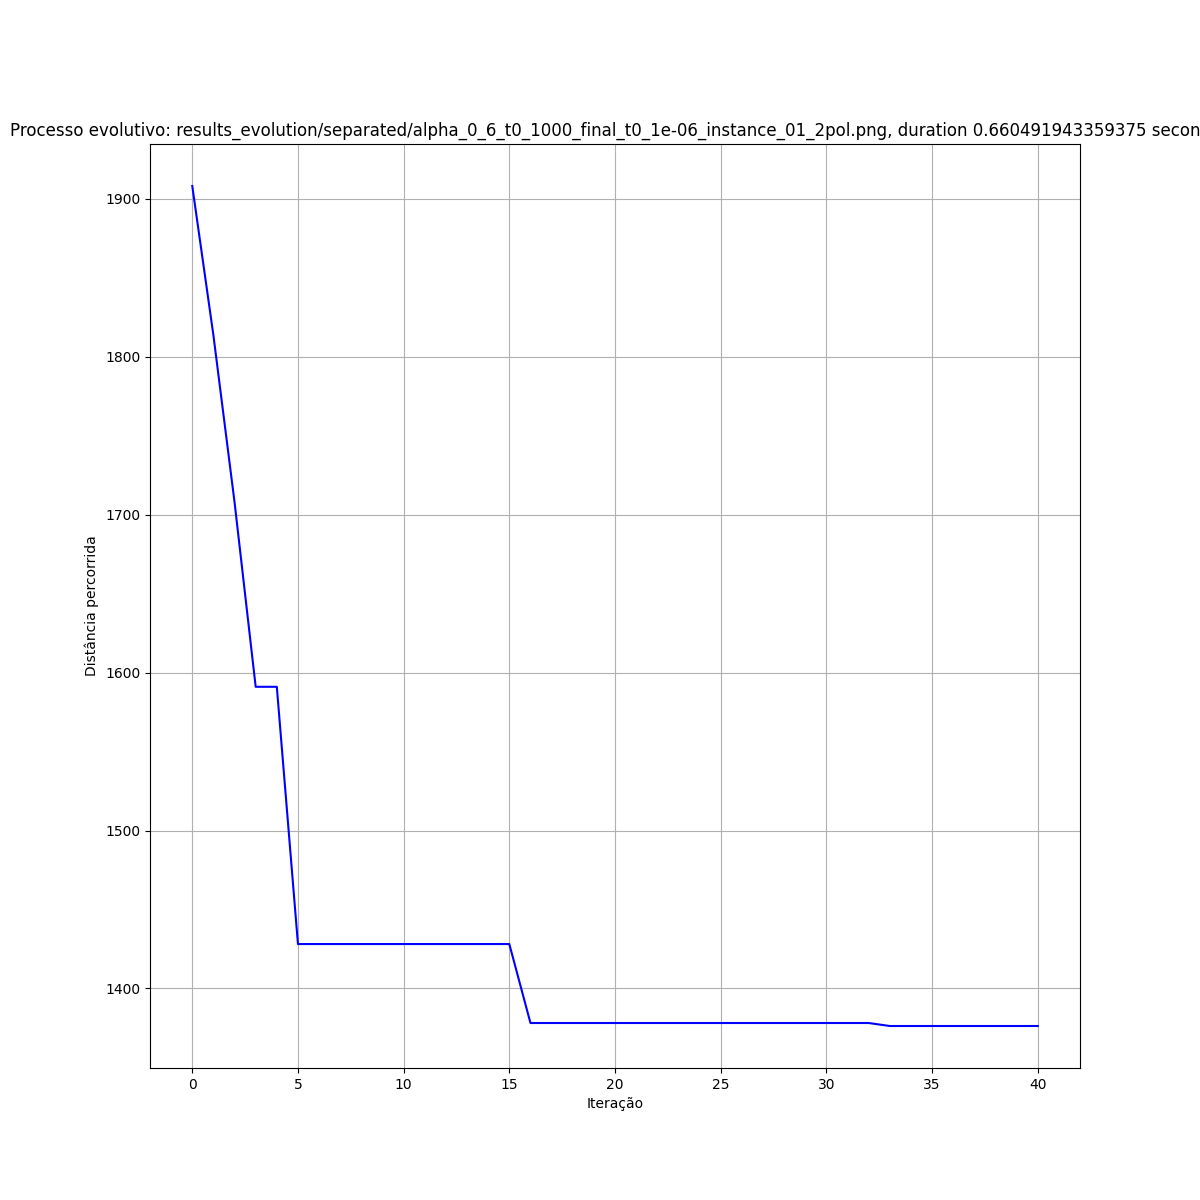 Processo evolutivo: results_evolution/separated/alpha_0_6_t0_1000_final_t0_1e-06_instance_01_2pol.png, duration 0.660491943359375 secon
1900
1800
1700
1600
1500
1400
Distância percorrida
0 5 10 15 20 25 30 35 40
Iteração